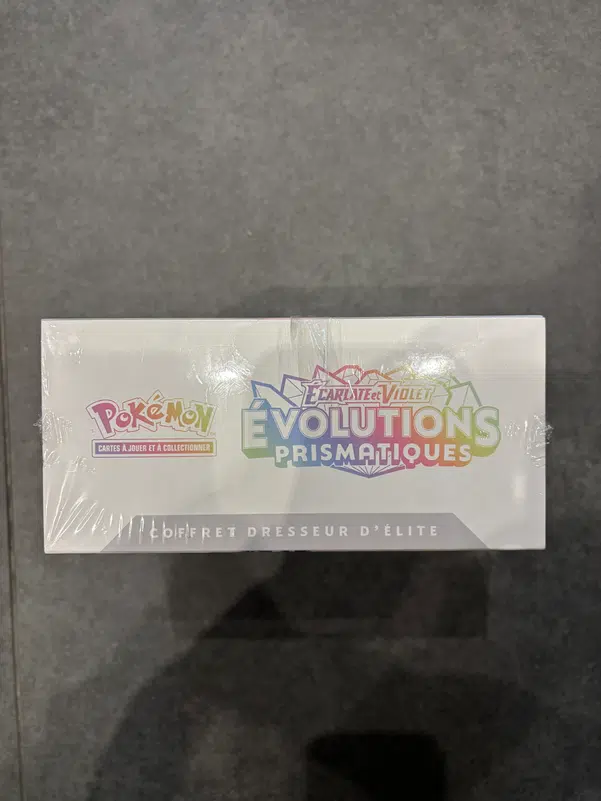 POKéMON
CARTES À JOUER ET À COLLECTIONNER
ÉCARLATE ET VIOLET
ÉVOLUTIONS
PRISMATIQUES
COFFRET DRESSEUR D'ÉLITE